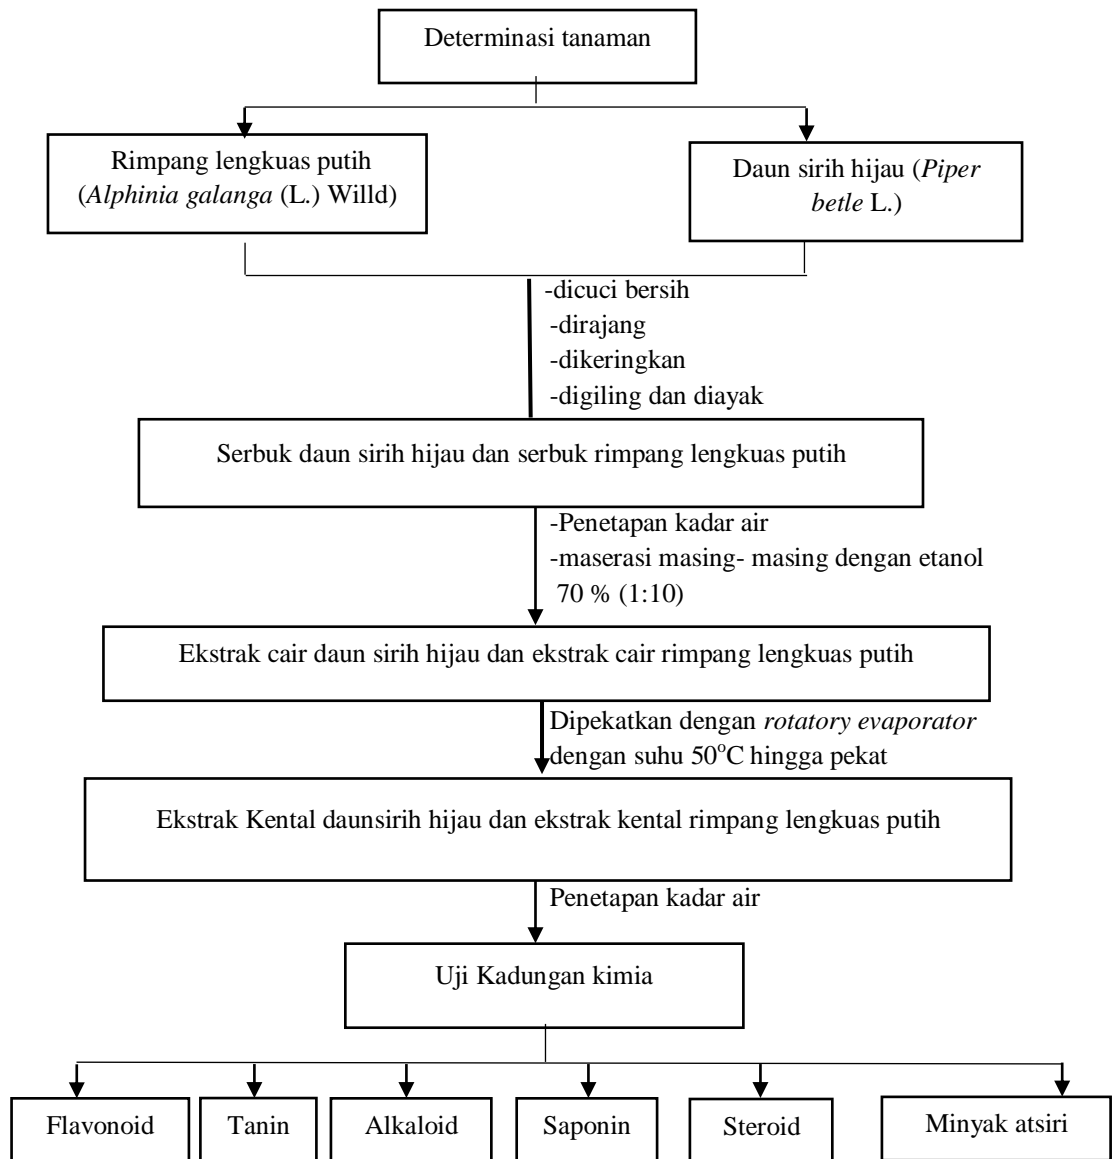 Determinasi tanaman
Rimpang lengkuas putih
(Alphinia galanga (L.) Willd)
Daun sirih hijau (Piper
betle L.)
-dicuci bersih
-dirajang
-dikeringkan
-digiling dan diayak
Serbuk daun sirih hijau dan serbuk rimpang lengkuas putih
-Penetapan kadar air
-maserasi masing- masing dengan etanol
70 % (1:10)
Ekstrak cair daun sirih hijau dan ekstrak cair rimpang lengkuas putih
Dipekatkan dengan rotatory evaporator
dengan suhu 50°C hingga pekat
Ekstrak Kental daunsirih hijau dan ekstrak kental rimpang lengkuas putih
Penetapan kadar air
Uji Kadungan kimia
Flavonoid
Tanin
Alkaloid
Saponin
Steroid
Minyak atsiri